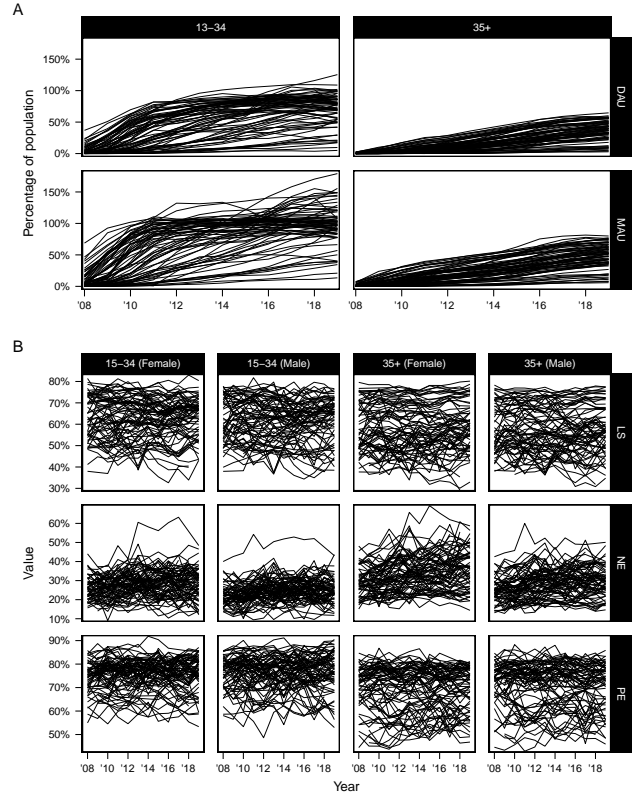 A
13−34 35+
Percentage of population
150%
100%
50%
0%
DAU
150%
100%
50%
0%
MAU
'08 '10 '12 '14 '16 '18 '08 '10 '12 '14 '16 '18
B
15−34 (Female) 15−34 (Male) 35+ (Female) 35+ (Male)
Value
80%
70%
60%
50%
40%
30%
LS
70%
60%
50%
40%
30%
20%
10%
NE
90%
80%
70%
60%
50%
PE
'08 '10 '12 '14 '16 '18 '08 '10 '12 '14 '16 '18 '08 '10 '12 '14 '16 '18 '08 '10 '12 '14 '16 '18
Year